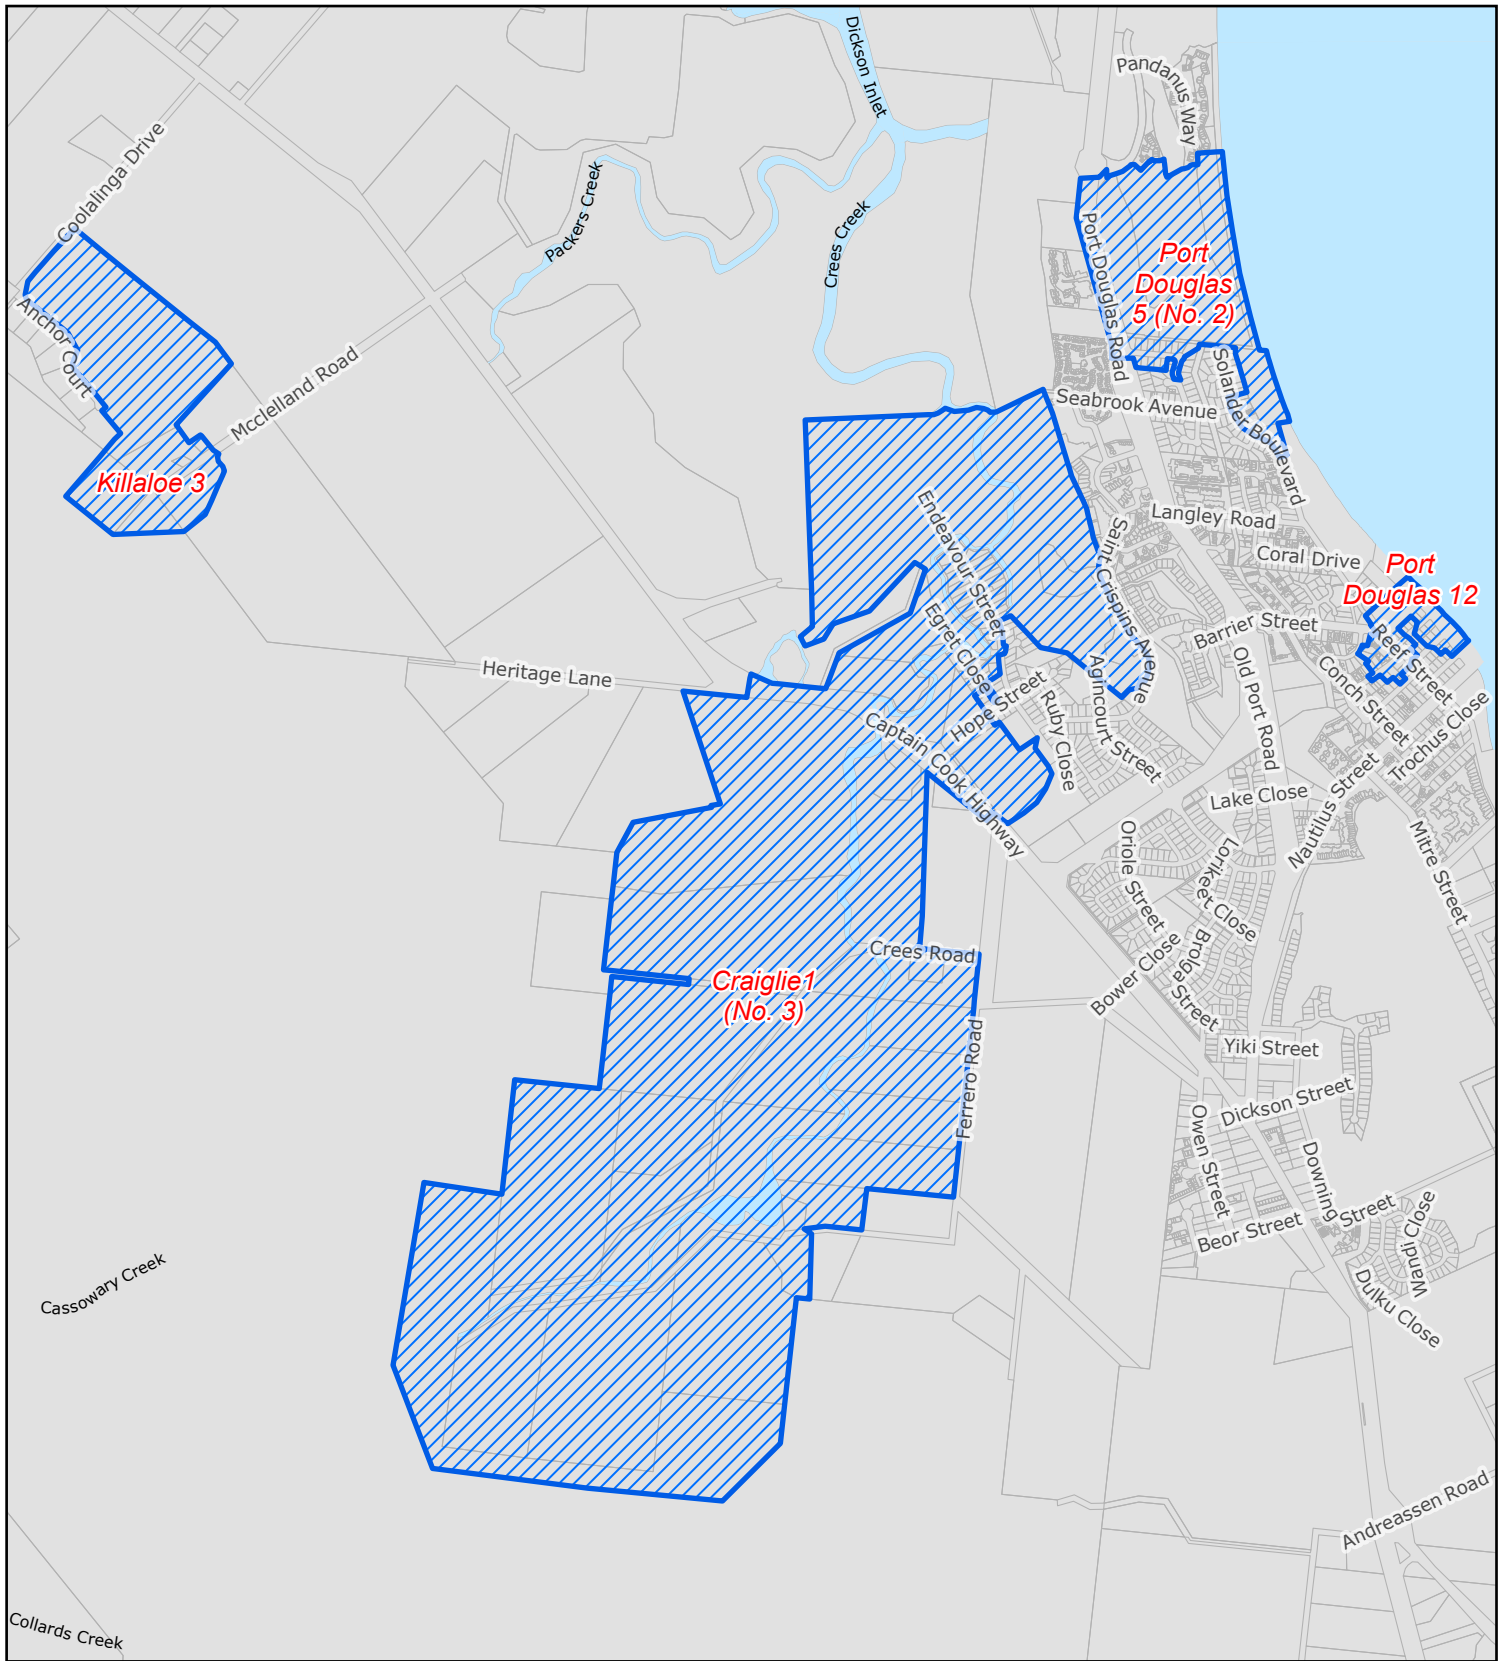 Dickson Inlet
Pandanus Way
Coolalinga Drive
Packers Creek
Crees Creek
Port Douglas Road
Port
Douglas
5 (No. 2)
Anchor Court
Mcclelland Road
Solander Boulevard
Seabrook Avenue
Killaloe 3
Endeavour Street
Langley Road
Saint Crispins Avenue
Coral Drive
Port
Douglas 12
Egret Close
Barrier Street
Reef Street
Heritage Lane
Hope Street
Agincourt Street
Old Port Road
Conch Street
Ruby Close
Trochus Close
Captain Cook Highway
Lake Close
Nautilus Street
Oriole Street
Lorikeet Close
Mitre Street
Crees Road
Brolga Street
Bower Close
Craiglie1
(No. 3)
Ferrero Road
Yiki Street
Dickson Street
Owen Street
Downing
Street
Beor Street
Wandi Close
Cassowary Creek
Dulku Close
Andreassen Road
Collards Creek